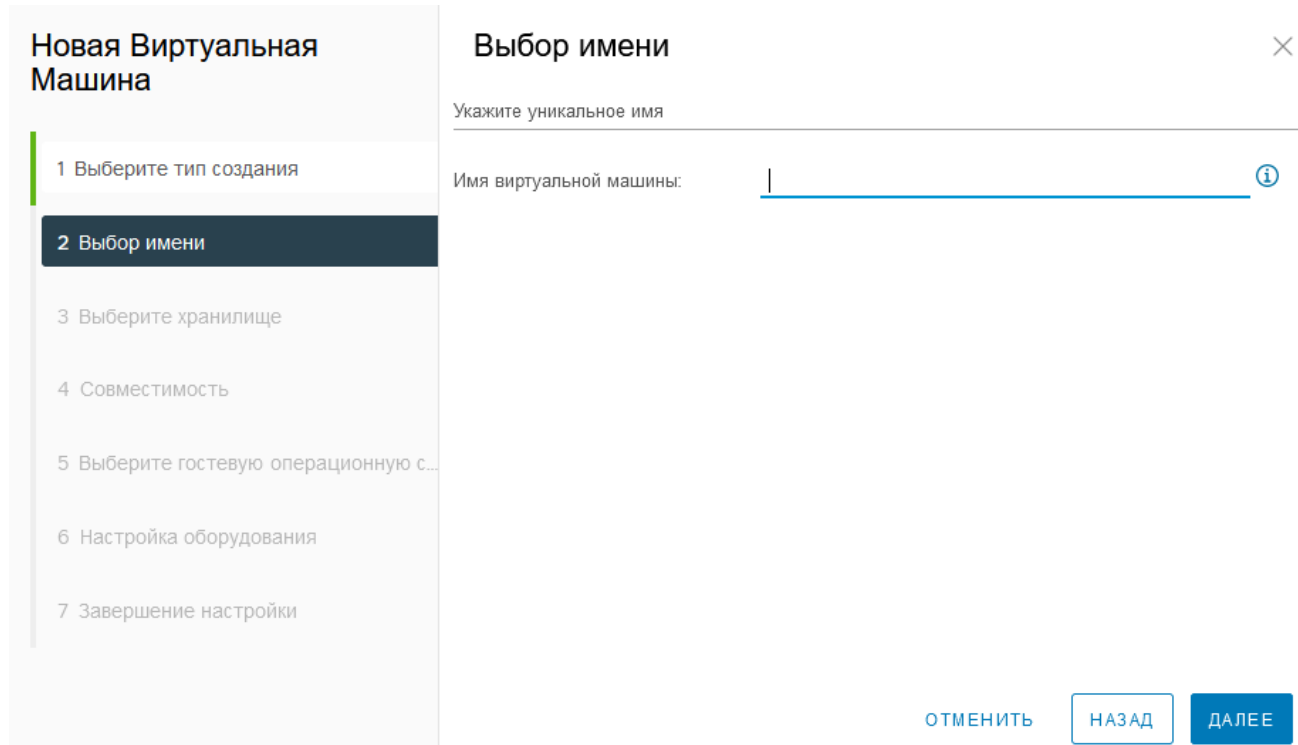 Новая Виртуальная
Машина
1 Выберите тип создания
2 Выбор имени
3 Выберите хранилище
4 Совместимость
5 Выберите гостевую операционную с...
6 Настройка оборудования
7 Завершение настройки
Выбор имени
Укажите уникальное имя
Имя виртуальной машины:
ОТМЕНИТЬ
НАЗАД
ДАЛЕЕ